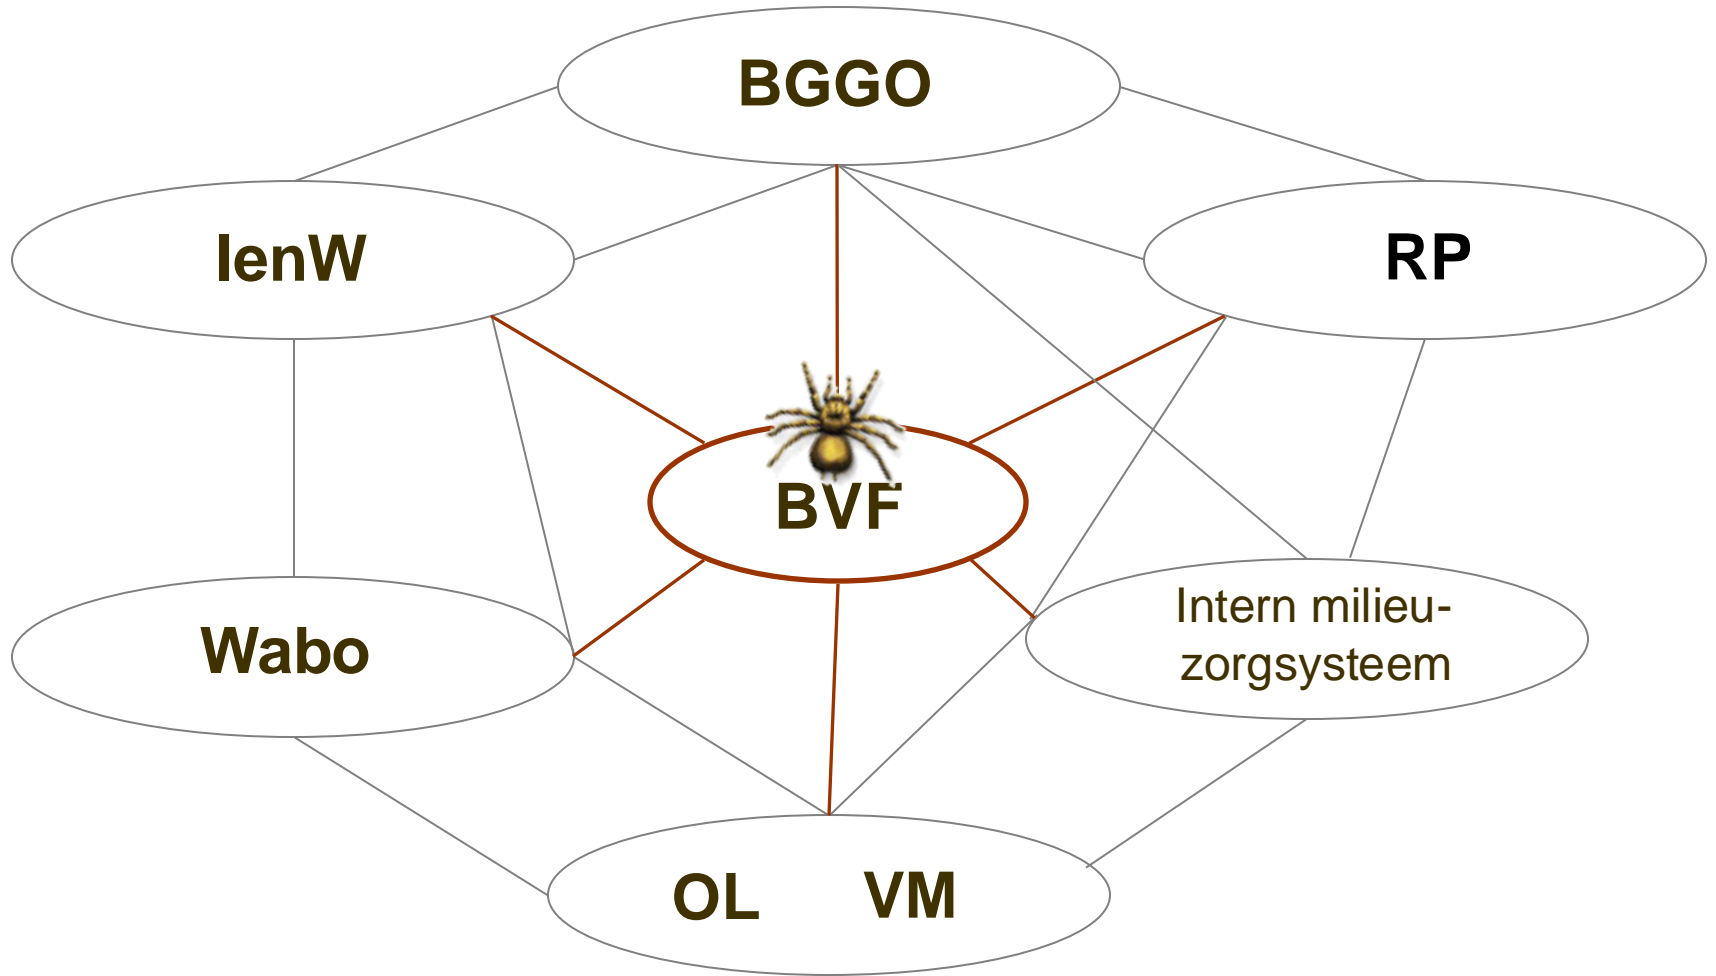 BGGO
IenW
RP
BVF
Intern milieu-
zorgsysteem
Wabo
OL VM